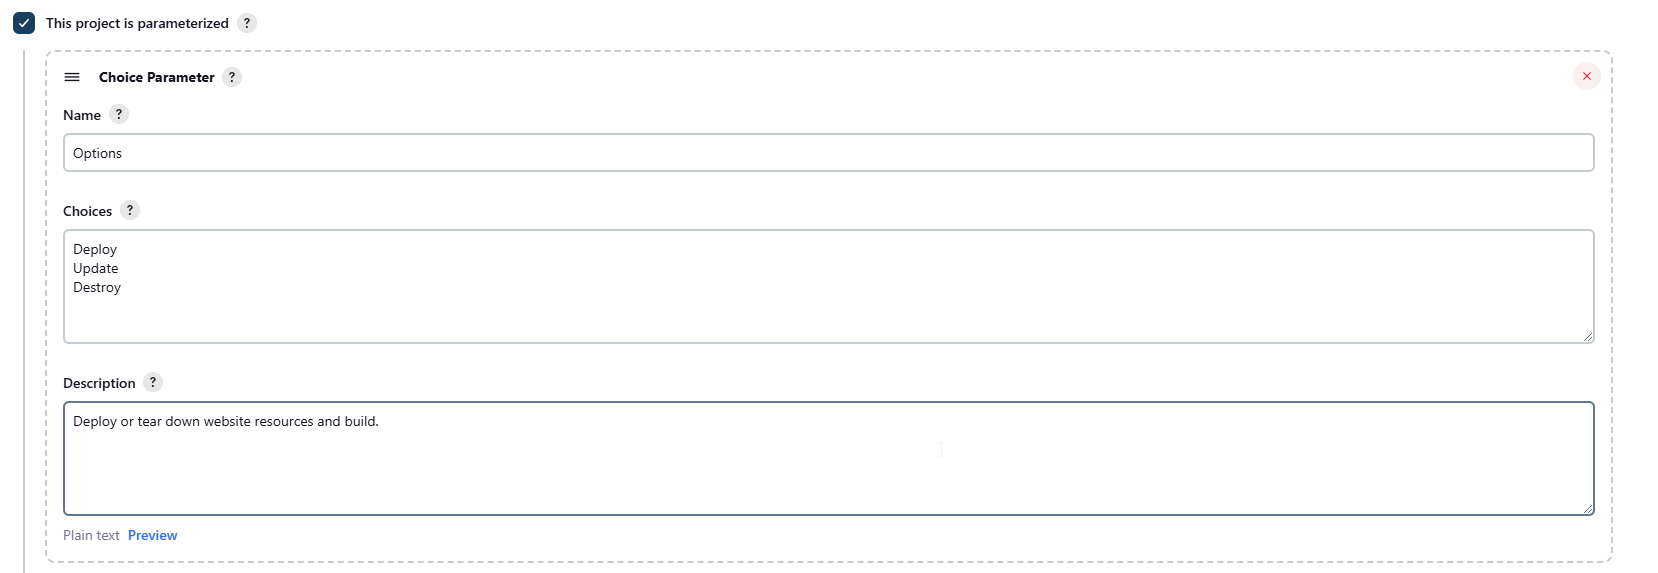 This project is parameterized ?
Choice Parameter ?
Name ?
Options
Choices ?
Deploy
Update
Destroy
Description ?
Deploy or tear down website resources and build.
Plain text Preview